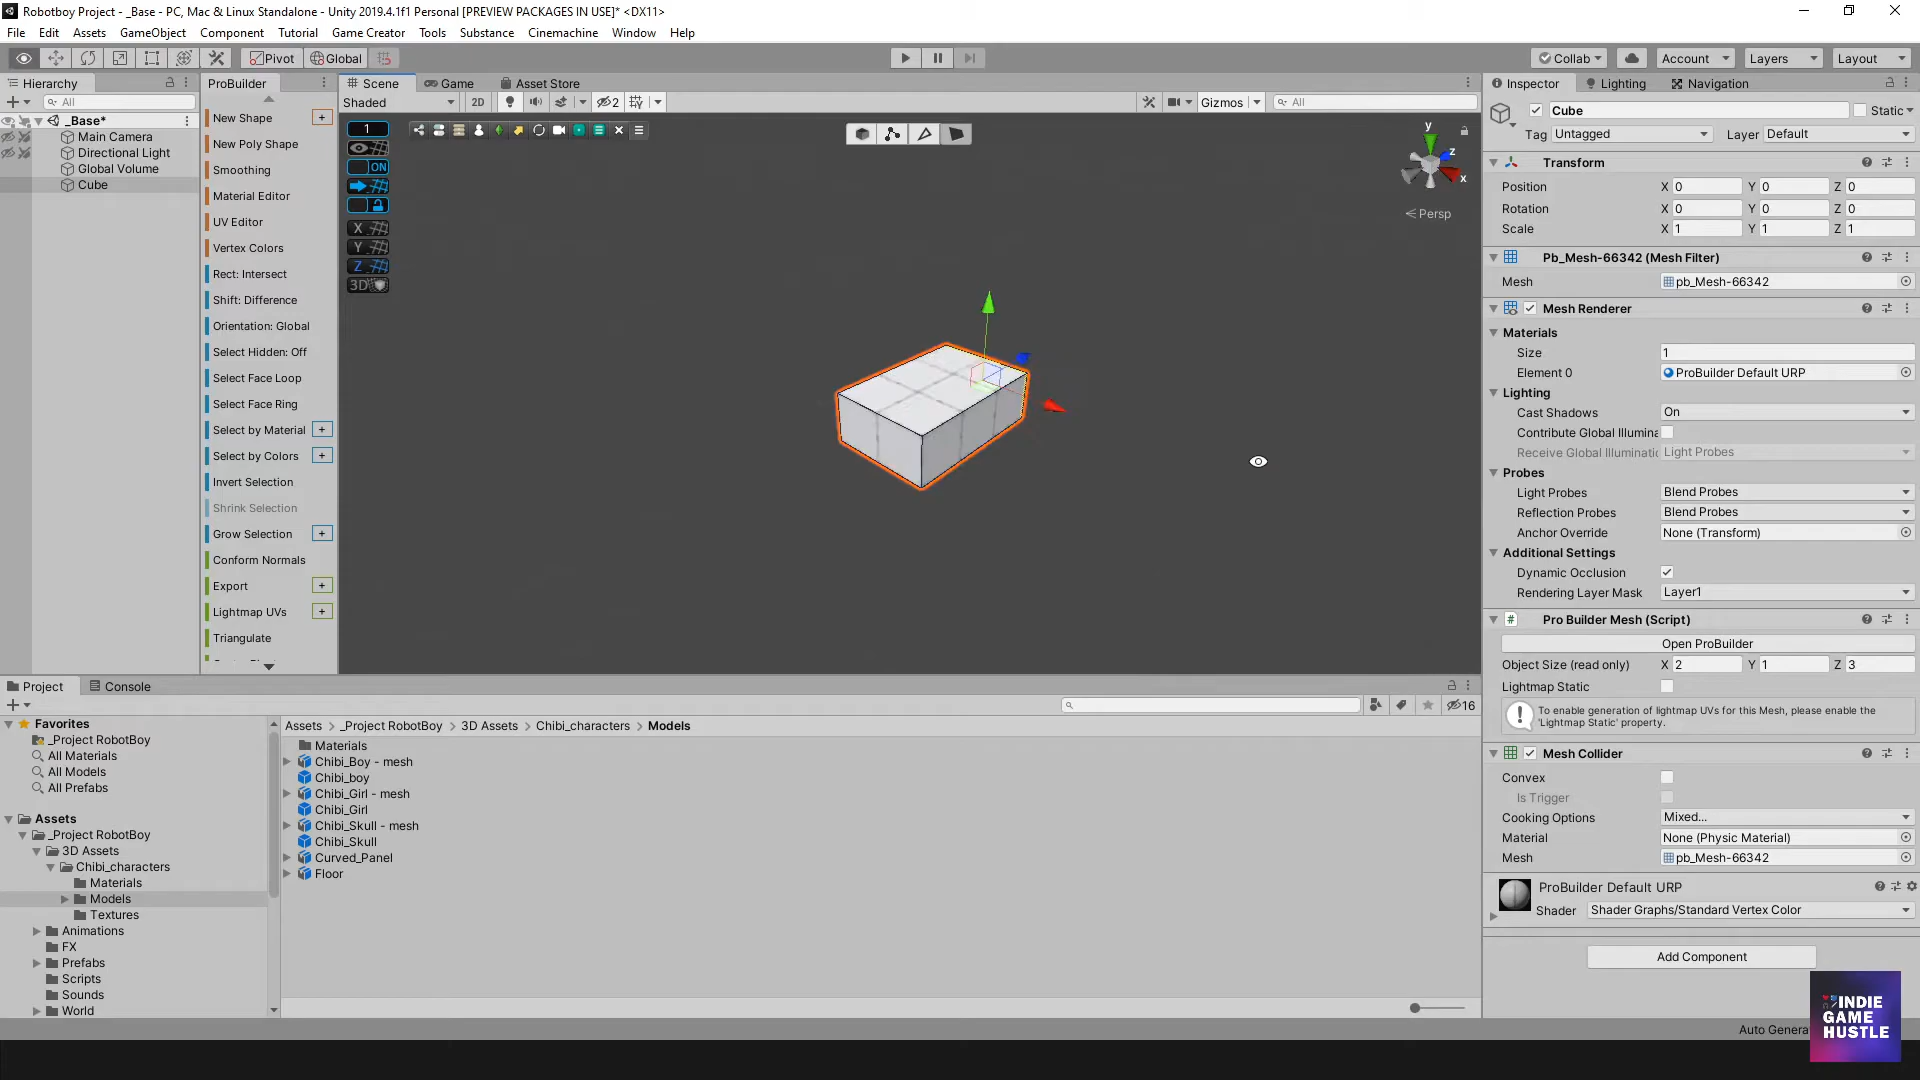 Robotboy Project - _Base - PC, Mac & Linux Standalone - Unity 2019.4.1f1 Personal [PREVIEW PACKAGES IN USE]* <DX11>
File Edit Assets GameObject Component Tutorial Game Creator Tools Substance Cinemachine Window Help
Pivot Global Collab Account Layers Layout
Hierarchy
All
_Base*
Main Camera
Directional Light
Global Volume
Cube
ProBuilder
New Shape +
New Poly Shape
Smoothing
Material Editor
UV Editor
Vertex Colors
Rect: Intersect
Shift: Difference
Orientation: Global
Select Hidden: Off
Select Face Loop
Select Face Ring
Select by Material +
Select by Colors +
Invert Selection
Shrink Selection
Grow Selection +
Conform Normals
Export +
Lightmap UVs +
Triangulate
Scene Game Asset Store
Shaded 2D 2 Gizmos All
1
ON
X
Y
Z
3D
y
z
x
Persp
Inspector Lighting Navigation
Cube Static
Tag Untagged Layer Default
Transform
Position X 0 Y 0 Z 0
Rotation X 0 Y 0 Z 0
Scale X 1 Y 1 Z 1
Pb_Mesh-66342 (Mesh Filter)
Mesh pb_Mesh-66342
Mesh Renderer
Materials
Size 1
Element 0 ProBuilder Default URP
Lighting
Cast Shadows On
Contribute Global Illumina
Receive Global Illuminatio Light Probes
Probes
Light Probes Blend Probes
Reflection Probes Blend Probes
Anchor Override None (Transform)
Additional Settings
Dynamic Occlusion
Rendering Layer Mask Layer1
# Pro Builder Mesh (Script)
Open ProBuilder
Object Size (read only) X 2 Y 1 Z 3
Lightmap Static
To enable generation of lightmap UVs for this Mesh, please enable the
'Lightmap Static' property.
Mesh Collider
Convex
Is Trigger
Cooking Options Mixed...
Material None (Physic Material)
Mesh pb_Mesh-66342
ProBuilder Default URP
Shader Shader Graphs/Standard Vertex Color
Add Component
Project Console
16
Favorites
_Project RobotBoy
All Materials
All Models
All Prefabs
Assets
_Project RobotBoy
3D Assets
Chibi_characters
Materials
Models
Textures
Animations
FX
Prefabs
Scripts
Sounds
World
Assets > _Project RobotBoy > 3D Assets > Chibi_characters > Models
Materials
Chibi_Boy - mesh
Chibi_boy
Chibi_Girl - mesh
Chibi_Girl
Chibi_Skull - mesh
Chibi_Skull
Curved_Panel
Floor
Auto Genera
INDIE
GAME
HUSTLE